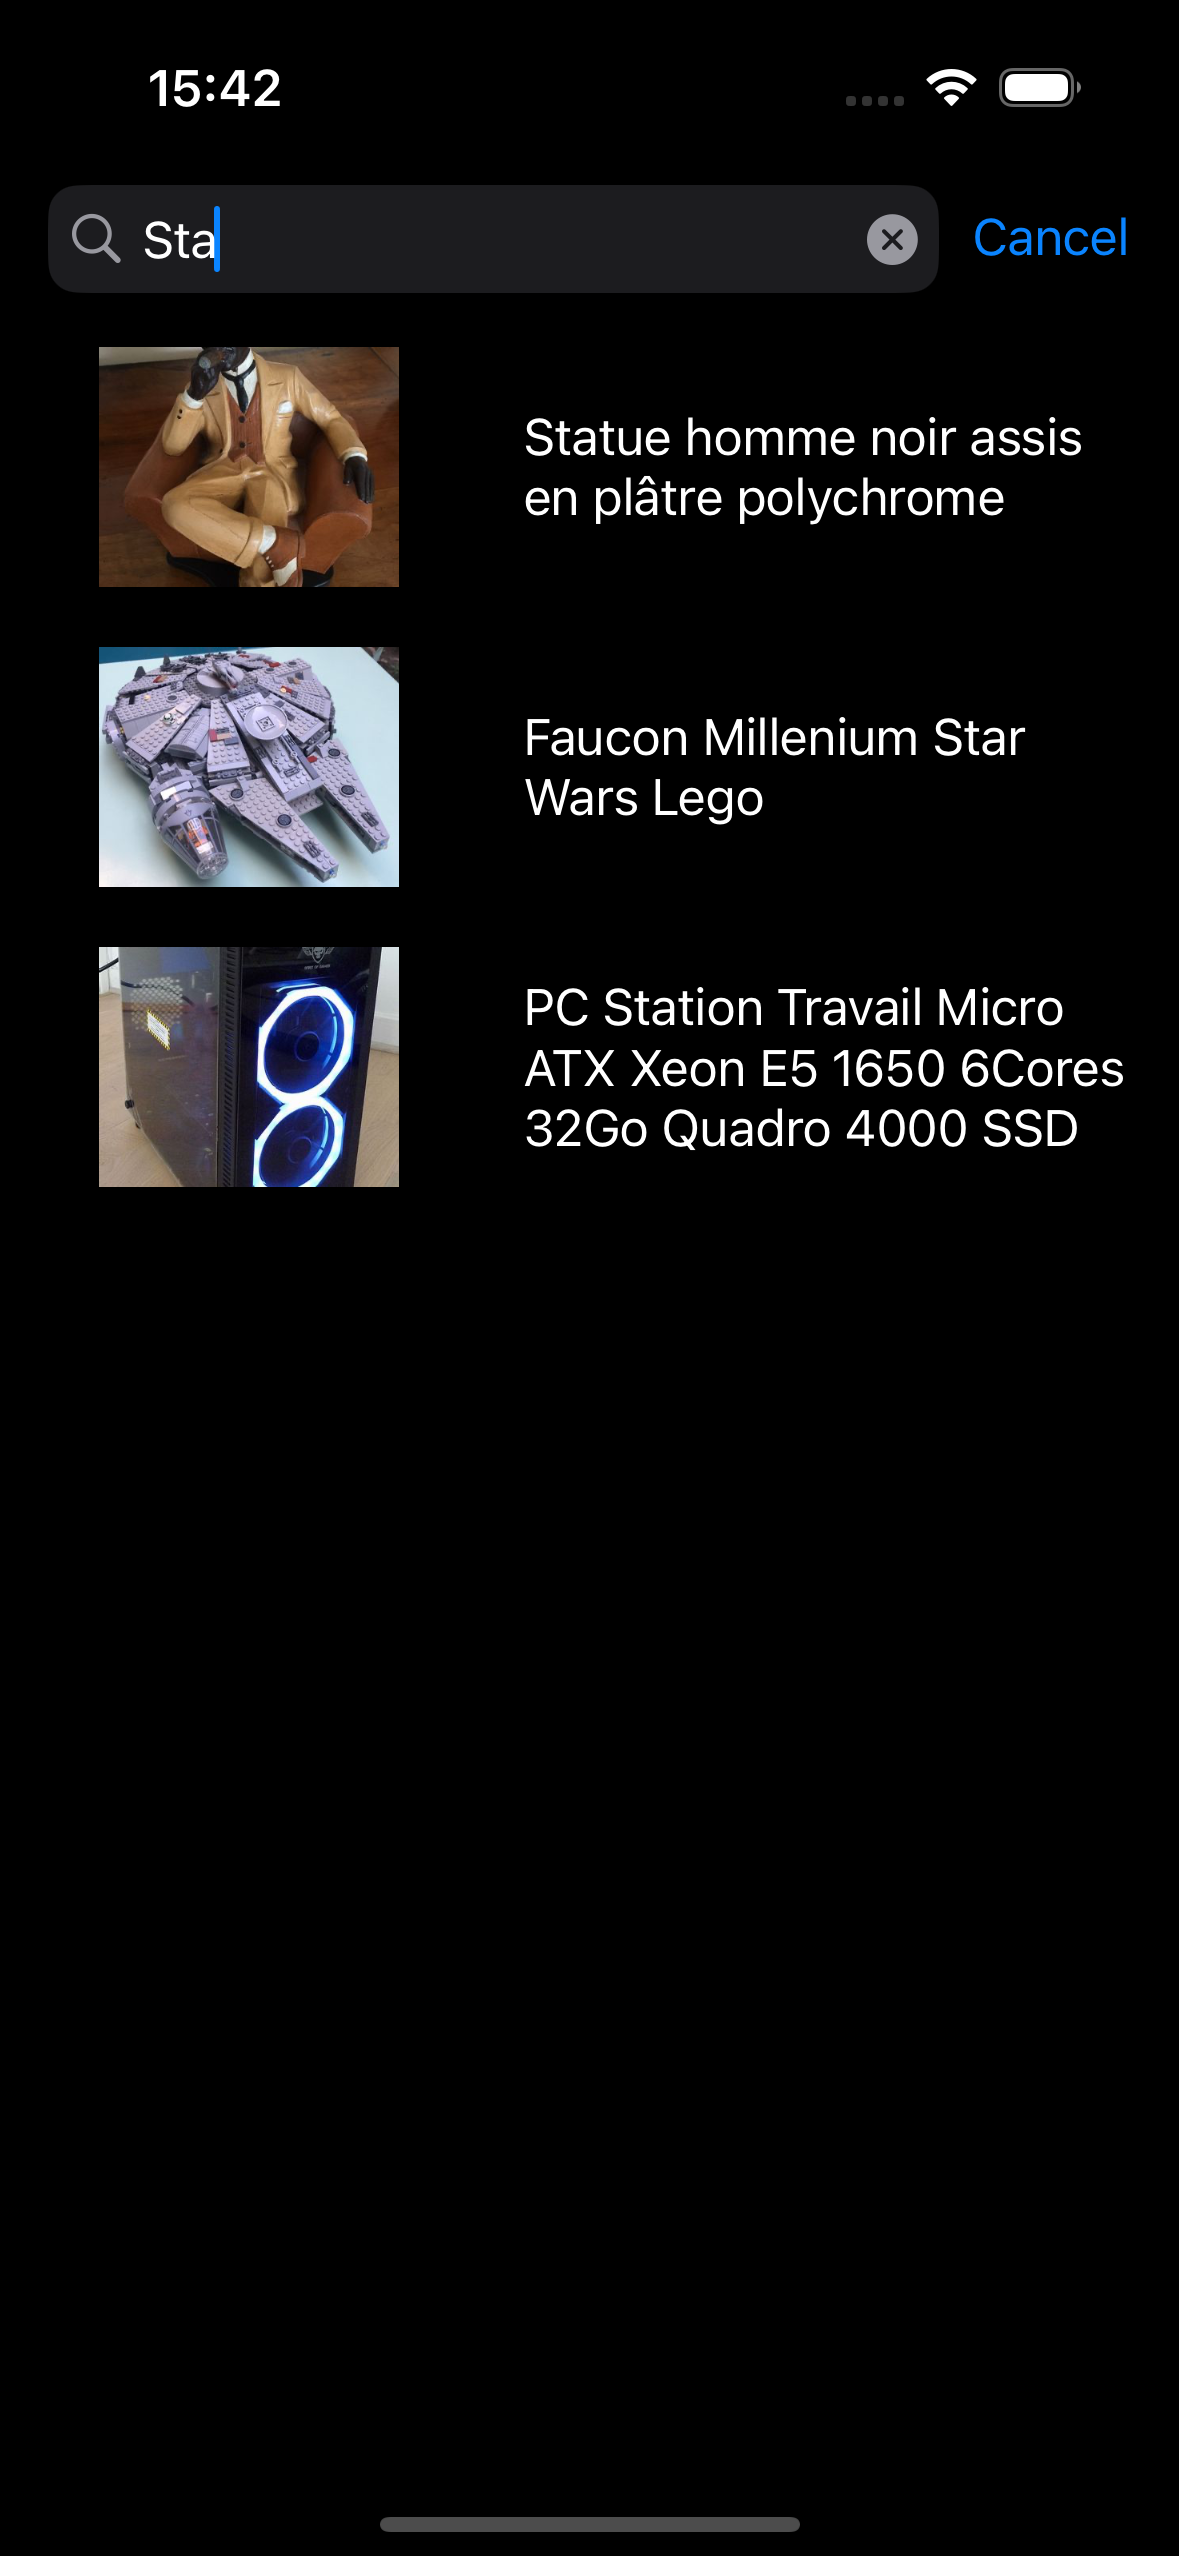 15:42
Sta
Cancel
Statue homme noir assis
en plâtre polychrome
Faucon Millenium Star
Wars Lego
PC Station Travail Micro
ATX Xeon E5 1650 6Cores
32Go Quadro 4000 SSD